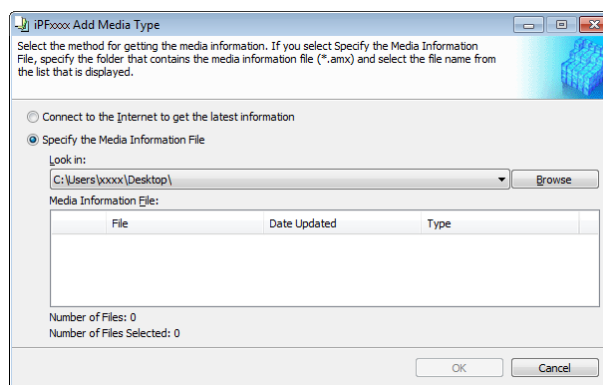 iPFxxxx Add Media Type
Select the method for getting the media information. If you select Specify the Media Information
File, specify the folder that contains the media information file (*.amx) and select the file name from
the list that is displayed.
Connect to the Internet to get the latest information
Specify the Media Information File
Look in:
C:\Users\xxxx\Desktop\
Browse
Media Information File:
File Date Updated Type
Number of Files: 0
Number of Files Selected: 0
OK Cancel